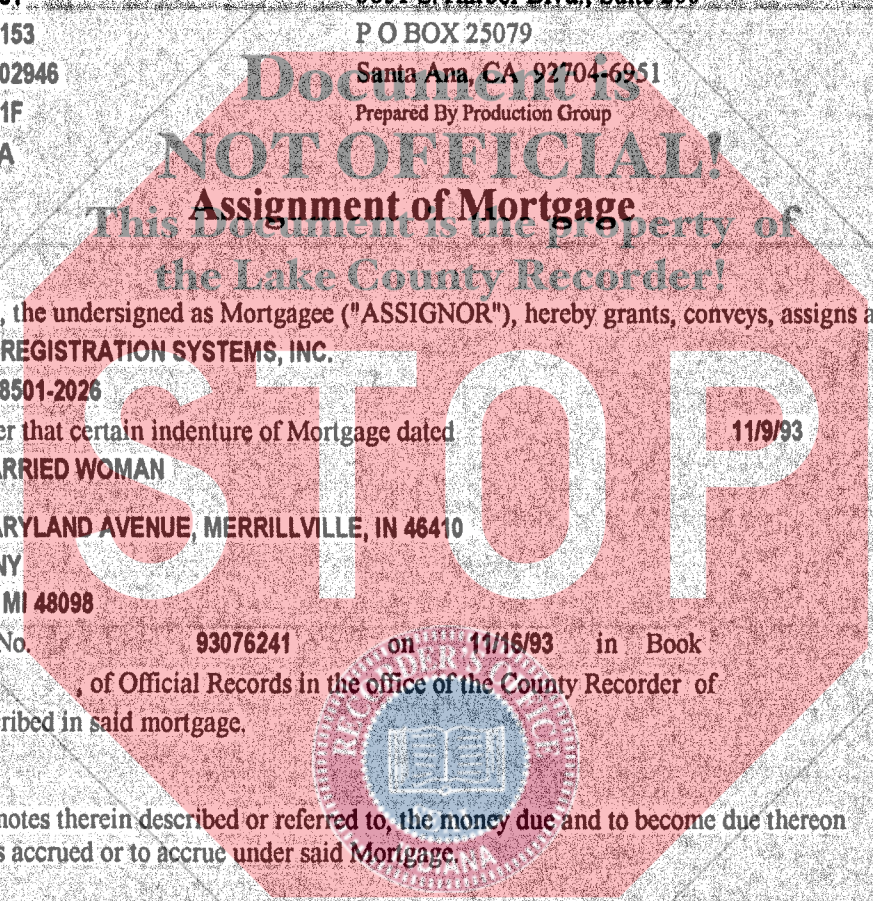 153
P O BOX 25079
02946
Santa Ana, CA 92704-6951
1F
Prepared By Production Group
A
Document is
NOT OFFICIAL!
Assignment of Mortgage
This Document is the property of
the Lake County Recorder!
, the undersigned as Mortgagee ("ASSIGNOR"), hereby grants, conveys, assigns a
REGISTRATION SYSTEMS, INC.
8501-2026
er that certain indenture of Mortgage dated 11/9/93
RRIED WOMAN
ARYLAND AVENUE, MERRILLVILLE, IN 46410
NY
MI 48098
No. 93076241 on 11/16/93 in Book
, of Official Records in the office of the County Recorder of
cribed in said mortgage.
notes therein described or referred to, the money due and to become due thereon
s accrued or to accrue under said Mortgage.
STOP
RECORDER'S OFFICE
INDIANA